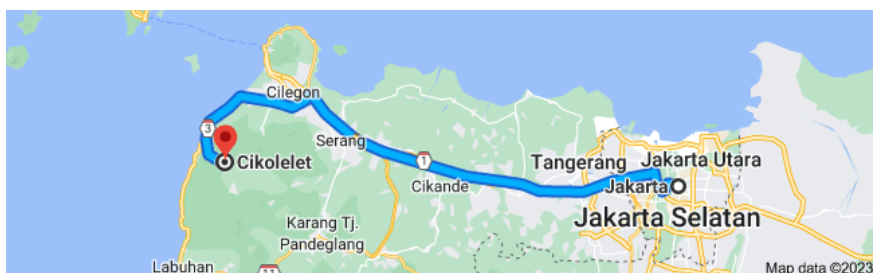 Cilegon
3
Cikolelet
Serang
1
Cikande
Tangerang
Jakarta Utara
Jakarta
Jakarta Selatan
Karang Tj.
Pandeglang
Labuhan
11
Map data ©2023